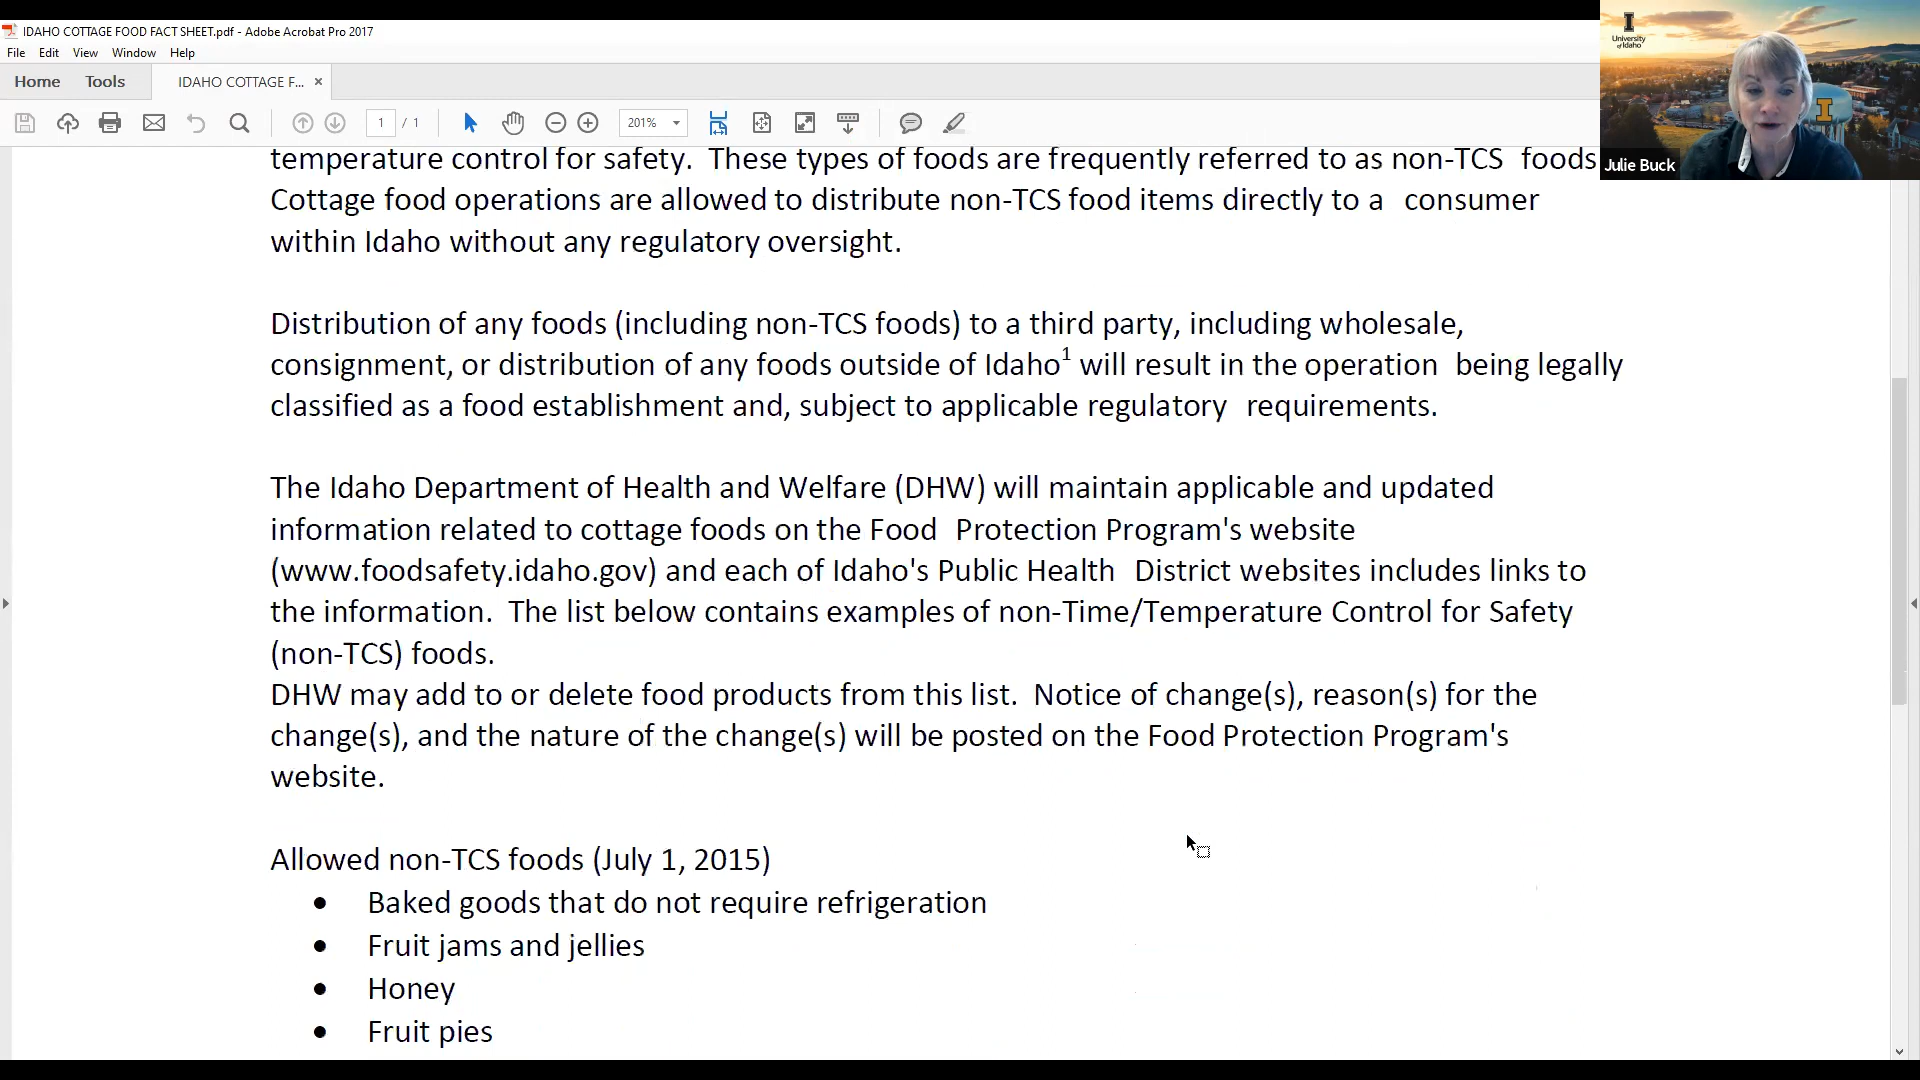 IDAHO COTTAGE FOOD FACT SHEET.pdf - Adobe Acrobat Pro 2017
File Edit View Window Help
Home Tools IDAHO COTTAGE F... ×
1 / 1 201%
University
of Idaho
Julie Buck
temperature control for safety. These types of foods are frequently referred to as non-TCS foods
Cottage food operations are allowed to distribute non-TCS food items directly to a consumer
within Idaho without any regulatory oversight.
Distribution of any foods (including non-TCS foods) to a third party, including wholesale,
consignment, or distribution of any foods outside of Idaho¹ will result in the operation being legally
classified as a food establishment and, subject to applicable regulatory requirements.
The Idaho Department of Health and Welfare (DHW) will maintain applicable and updated
information related to cottage foods on the Food Protection Program's website
(www.foodsafety.idaho.gov) and each of Idaho's Public Health District websites includes links to
the information. The list below contains examples of non-Time/Temperature Control for Safety
(non-TCS) foods.
DHW may add to or delete food products from this list. Notice of change(s), reason(s) for the
change(s), and the nature of the change(s) will be posted on the Food Protection Program's
website.
Allowed non-TCS foods (July 1, 2015)
• Baked goods that do not require refrigeration
• Fruit jams and jellies
• Honey
• Fruit pies